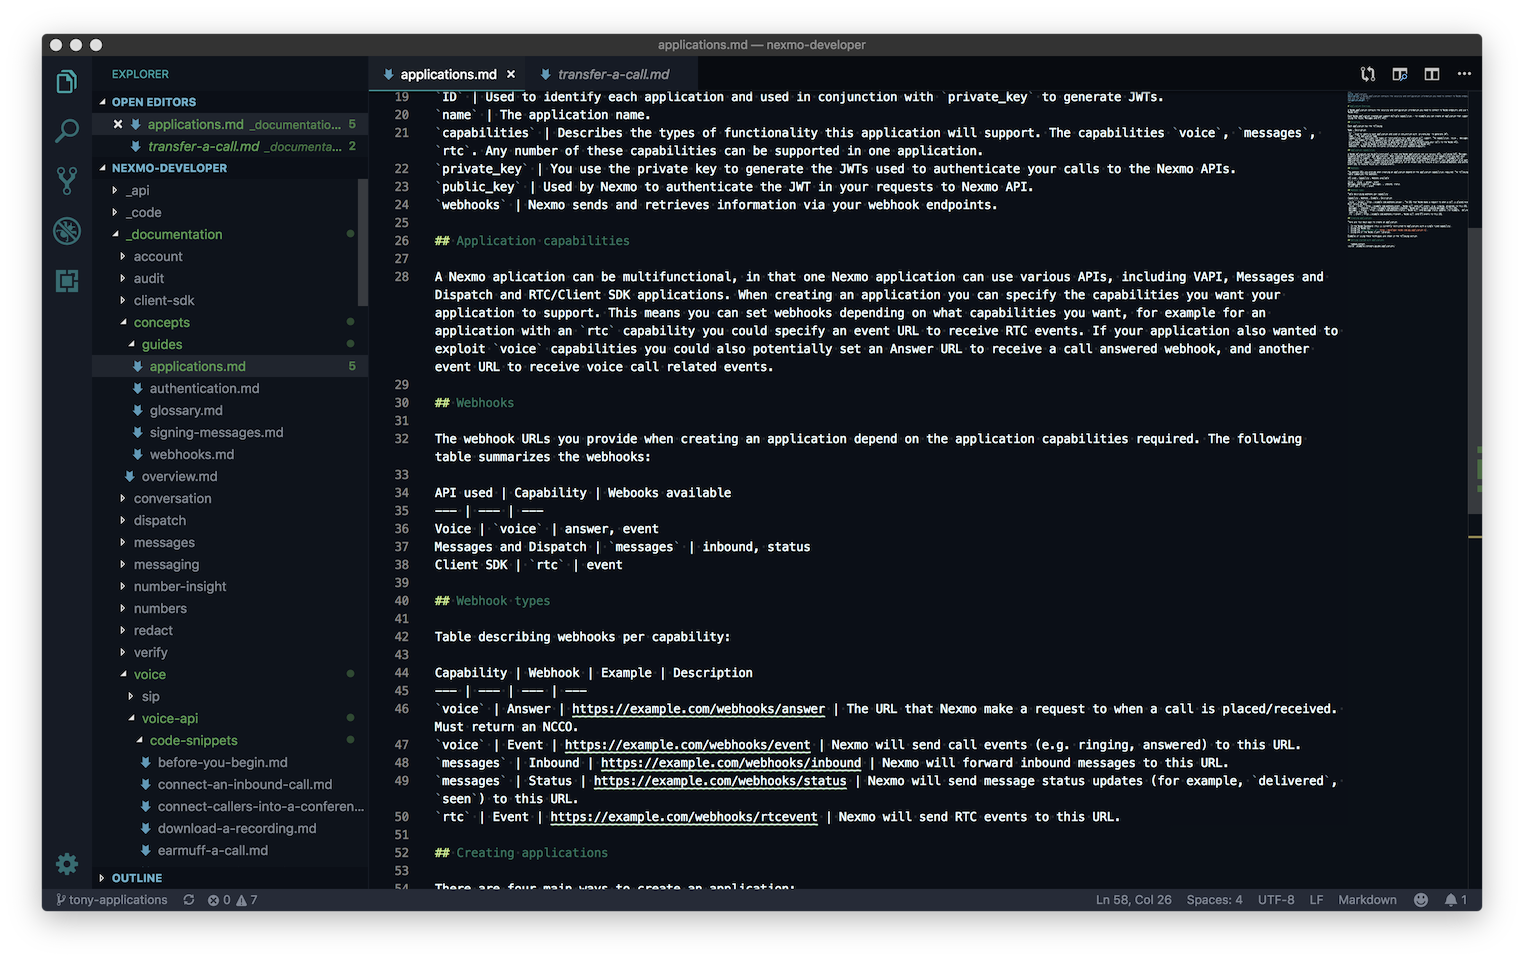 applications.md — nexmo-developer
EXPLORER
OPEN EDITORS
applications.md _documentatio... 5
transfer-a-call.md _documenta... 2
NEXMO-DEVELOPER
_api
_code
_documentation
account
audit
client-sdk
concepts
guides
applications.md 5
authentication.md
glossary.md
signing-messages.md
webhooks.md
overview.md
conversation
dispatch
messages
messaging
number-insight
numbers
redact
verify
voice
sip
voice-api
code-snippets
before-you-begin.md
connect-an-inbound-call.md
connect-callers-into-a-conferen...
download-a-recording.md
earmuff-a-call.md
OUTLINE
applications.md × transfer-a-call.md
19 `ID` | Used to identify each application and used in conjunction with `private_key` to generate JWTs.
20 `name` | The application name.
21 `capabilities` | Describes the types of functionality this application will support. The capabilities `voice`, `messages`,
`rtc`. Any number of these capabilities can be supported in one application.
22 `private_key` | You use the private key to generate the JWTs used to authenticate your calls to the Nexmo APIs.
23 `public_key` | Used by Nexmo to authenticate the JWT in your requests to Nexmo API.
24 `webhooks` | Nexmo sends and retrieves information via your webhook endpoints.
25
26 ## Application capabilities
27
28 A Nexmo aplication can be multifunctional, in that one Nexmo application can use various APIs, including VAPI, Messages and
Dispatch and RTC/Client SDK applications. When creating an application you can specify the capabilities you want your
application to support. This means you can set webhooks depending on what capabilities you want, for example for an
application with an `rtc` capability you could specify an event URL to receive RTC events. If your application also wanted to
exploit `voice` capabilities you could also potentially set an Answer URL to receive a call answered webhook, and another
event URL to receive voice call related events.
29
30 ## Webhooks
31
32 The webhook URLs you provide when creating an application depend on the application capabilities required. The following
table summarizes the webhooks:
33
34 API used | Capability | Webooks available
35 --- | --- | ---
36 Voice | `voice` | answer, event
37 Messages and Dispatch | `messages` | inbound, status
38 Client SDK | `rtc` | event
39
40 ## Webhook types
41
42 Table describing webhooks per capability:
43
44 Capability | Webhook | Example | Description
45 --- | --- | --- | ---
46 `voice` | Answer | https://example.com/webhooks/answer | The URL that Nexmo make a request to when a call is placed/received.
Must return an NCCO.
47 `voice` | Event | https://example.com/webhooks/event | Nexmo will send call events (e.g. ringing, answered) to this URL.
48 `messages` | Inbound | https://example.com/webhooks/inbound | Nexmo will forward inbound messages to this URL.
49 `messages` | Status | https://example.com/webhooks/status | Nexmo will send message status updates (for example, `delivered`,
`seen`) to this URL.
50 `rtc` | Event | https://example.com/webhooks/rtcevent | Nexmo will send RTC events to this URL.
51
52 ## Creating applications
53
54 There are four main ways to create an application:
tony-applications 0 7 Ln 58, Col 26 Spaces: 4 UTF-8 LF Markdown 1